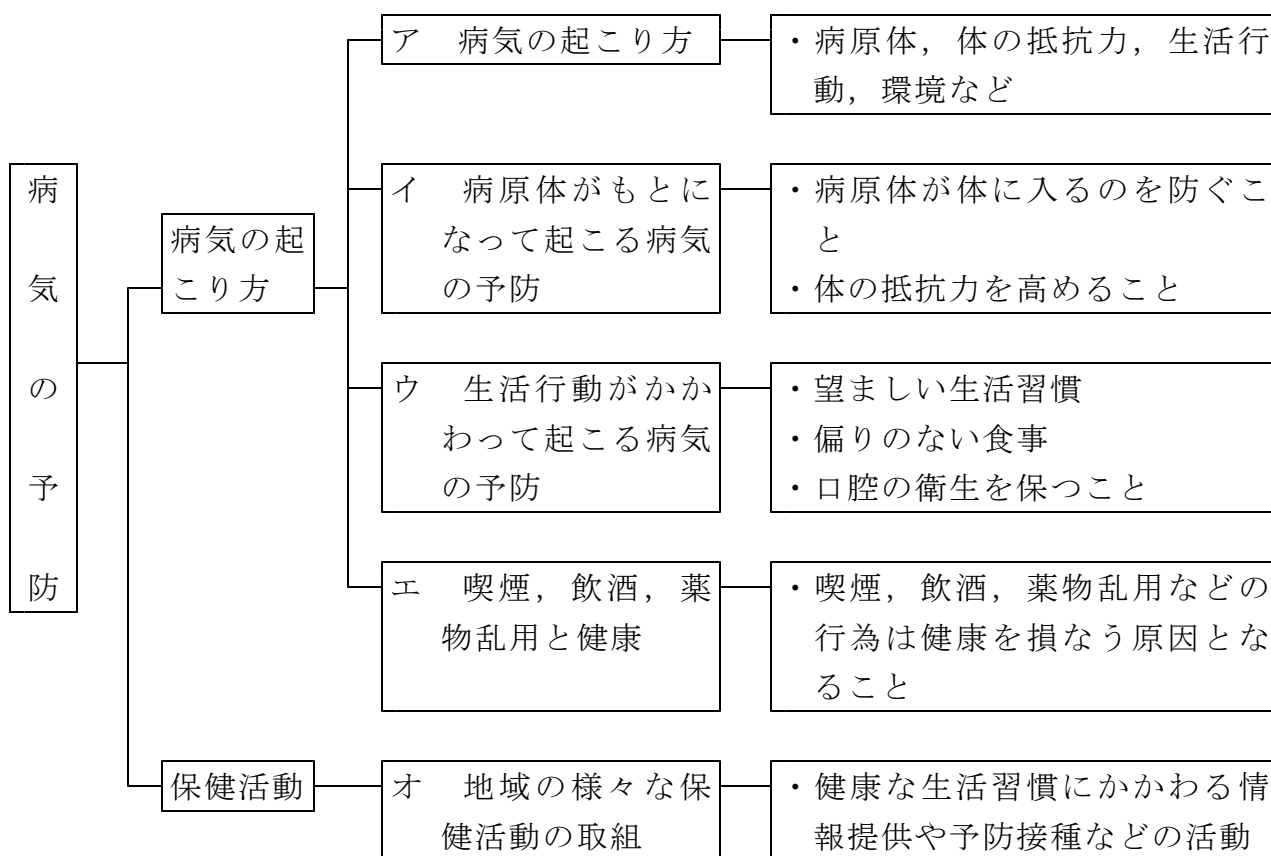 病気の予防
病気の起
こり方
ア　病気の起こり方
・病原体，体の抵抗力，生活行
動，環境など
イ　病原体がもとに
なって起こる病気
の予防
・病原体が体に入るのを防ぐこ
と
・体の抵抗力を高めること
ウ　生活行動がかか
わって起こる病気
の予防
・望ましい生活習慣
・偏りのない食事
・口腔の衛生を保つこと
エ　喫煙，飲酒，薬
物乱用と健康
・喫煙，飲酒，薬物乱用などの
行為は健康を損なう原因とな
ること
保健活動
オ　地域の様々な保
健活動の取組
・健康な生活習慣にかかわる情
報提供や予防接種などの活動